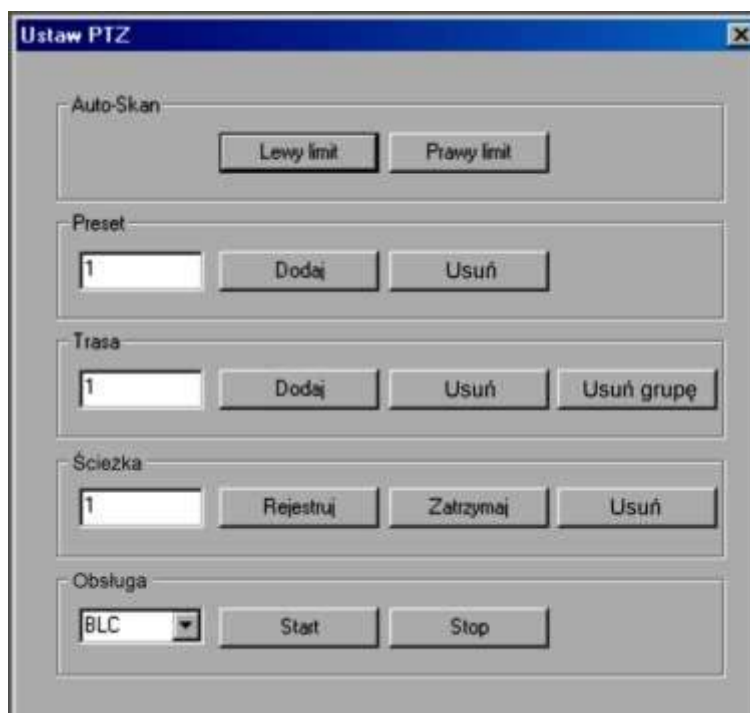 Ustaw PTZ
Auto-Skan
Lewy limit Prawy limit
Preset
1 Dodaj Usuń
Trasa
1 Dodaj Usuń Usuń grupę
Ścieżka
1 Rejestruj Zatrzymaj Usuń
Obsługa
BLC Start Stop